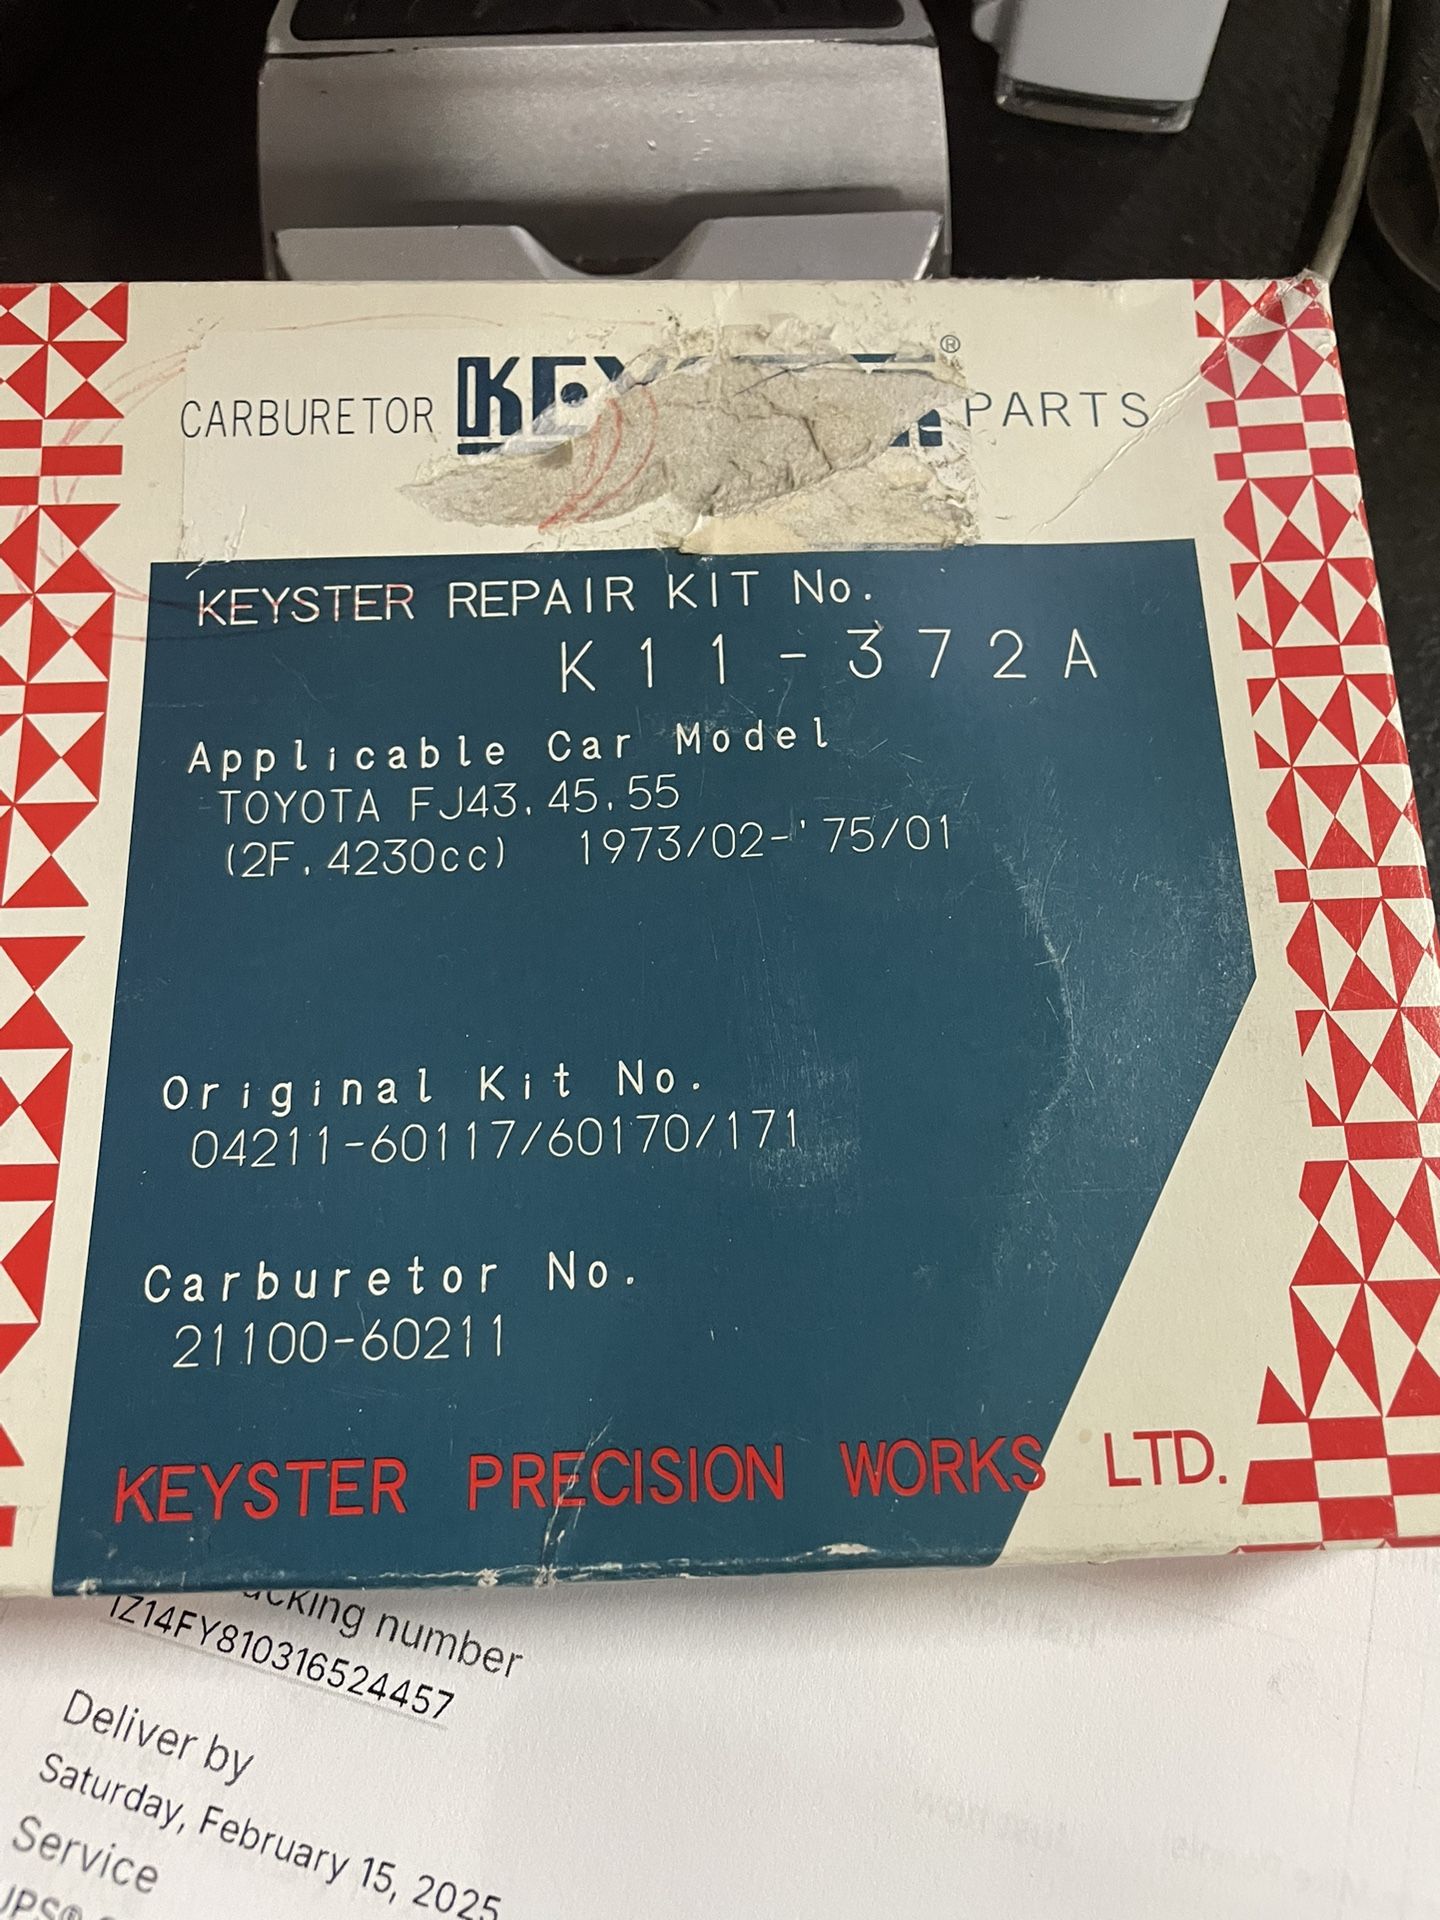 CARBURETOR
®
PARTS
KEYSTER REPAIR KIT No.
K11-372A
Applicable Car Model
TOYOTA FJ43.45.55
(2F. 4230cc) 1973/02-'75/01
Original Kit No.
04211-60117/60170/171
Carburetor No.
21100-60211
KEYSTER PRECISION WORKS LTD.
number
1Z14FY810316524457
Deliver by
Saturday, February 15, 2025
Service